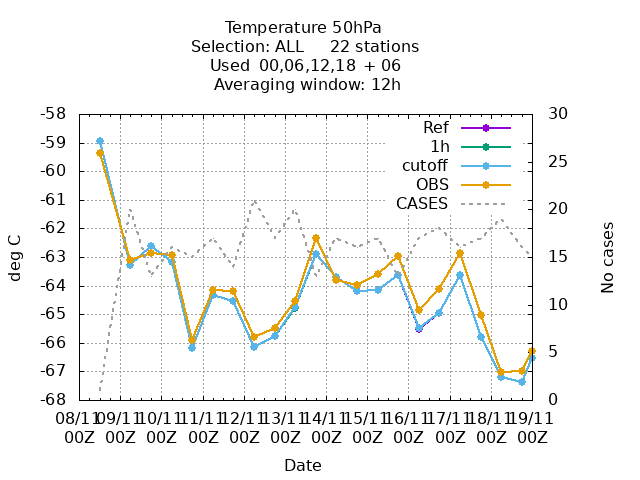 Temperature 50hPa
Selection: ALL 22 stations
Used 00,06,12,18 + 06
Averaging window: 12h
-58
-59
-60
-61
-62
-63
-64
-65
-66
-67
-68
deg C
30
25
20
15
10
5
0
No cases
Ref
1h
cutoff
OBS
CASES
08/11 09/11 10/11 11/11 12/11 13/11 14/11 15/11 16/11 17/11 18/11 19/11
00Z 00Z 00Z 00Z 00Z 00Z 00Z 00Z 00Z 00Z 00Z 00Z
Date